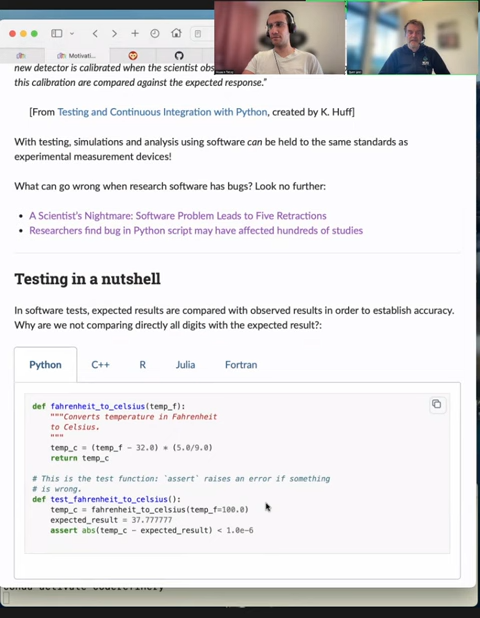 Motivati...
new detector is calibrated when the scientist obs
this calibration are compared against the expected response."
[From Testing and Continuous Integration with Python, created by K. Huff]
With testing, simulations and analysis using software can be held to the same standards as
experimental measurement devices!
What can go wrong when research software has bugs? Look no further:
• A Scientist's Nightmare: Software Problem Leads to Five Retractions
• Researchers find bug in Python script may have affected hundreds of studies
Testing in a nutshell
In software tests, expected results are compared with observed results in order to establish accuracy.
Why are we not comparing directly all digits with the expected result?:
Python C++ R Julia Fortran
def fahrenheit_to_celsius(temp_f):
"""Converts temperature in Fahrenheit
to Celsius.
"""
temp_c = (temp_f - 32.0) * (5.0/9.0)
return temp_c
# This is the test function: `assert` raises an error if something
# is wrong.
def test_fahrenheit_to_celsius():
temp_c = fahrenheit_to_celsius(temp_f=100.0)
expected_result = 37.777777
assert abs(temp_c - expected_result) < 1.0e-6
conda activate coderefinery